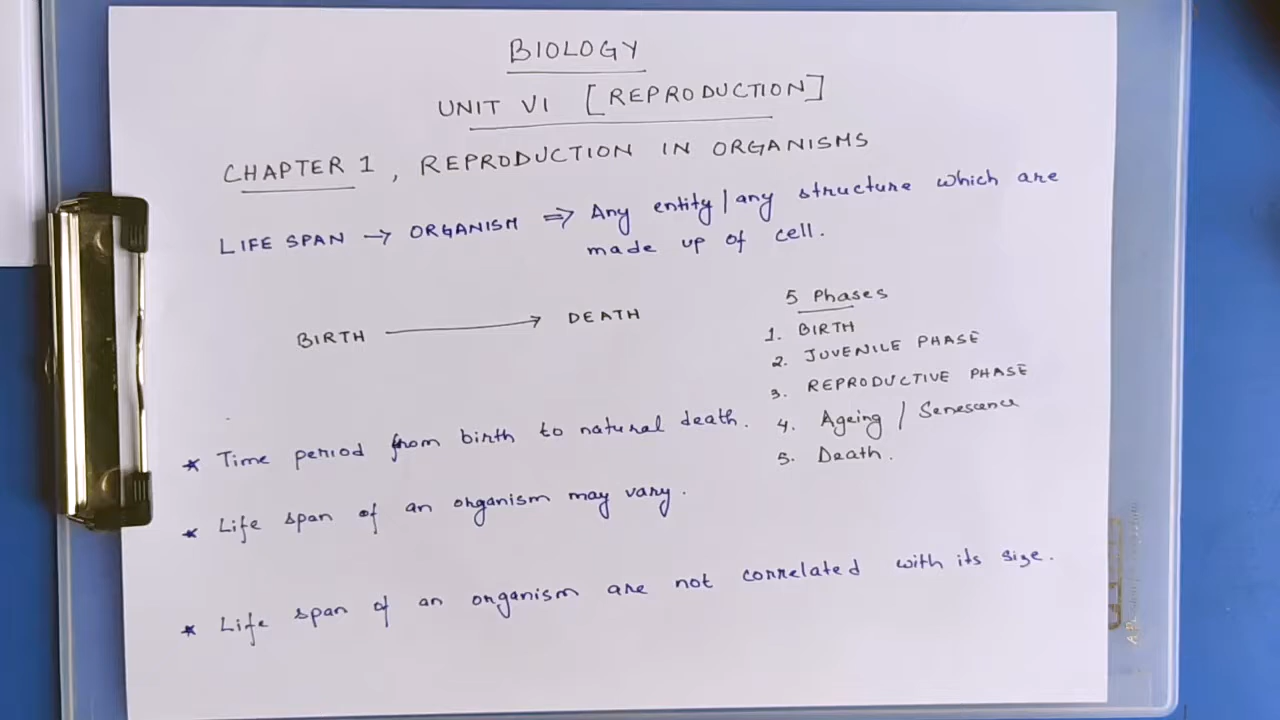 BIOLOGY
UNIT VI [REPRODUCTION]
CHAPTER 1, REPRODUCTION IN ORGANISMS
LIFE SPAN → ORGANISM ⇒ Any entity/any structure which are
made up of cell.
BIRTH → DEATH
5 Phases
1. BIRTH
2. JUVENILE PHASE
3. REPRODUCTIVE PHASE
4. Ageing / Senescence
5. Death.
* Time period from birth to natural death.
* Life span of an organism may vary.
* Life span of an organism are not correlated with its size.